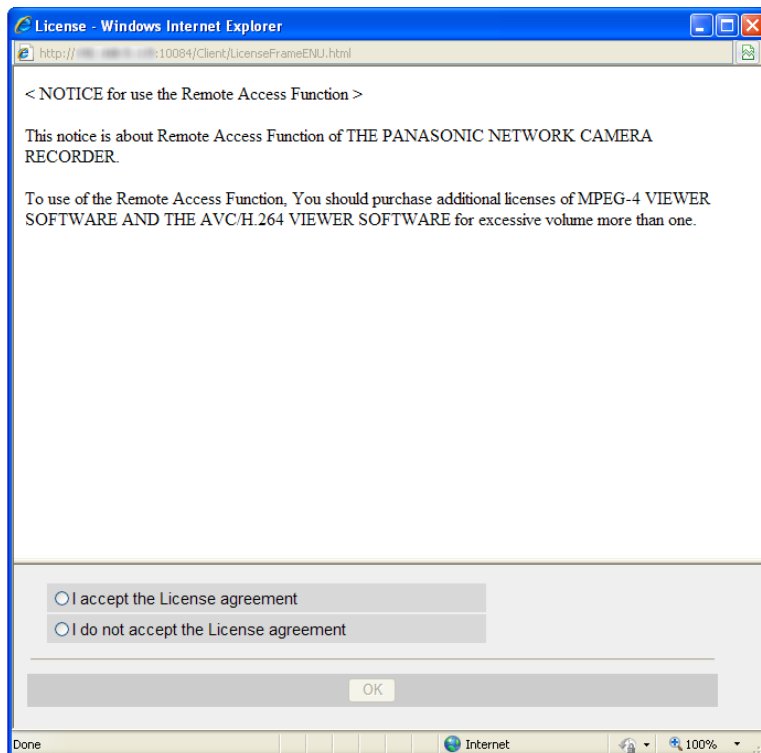 License - Windows Internet Explorer
http:// :10084/Client/LicenseFrameENU.html
< NOTICE for use the Remote Access Function >
This notice is about Remote Access Function of THE PANASONIC NETWORK CAMERA
RECORDER.
To use of the Remote Access Function, You should purchase additional licenses of MPEG-4 VIEWER
SOFTWARE AND THE AVC/H.264 VIEWER SOFTWARE for excessive volume more than one.
I accept the License agreement
I do not accept the License agreement
OK
Done Internet 100%